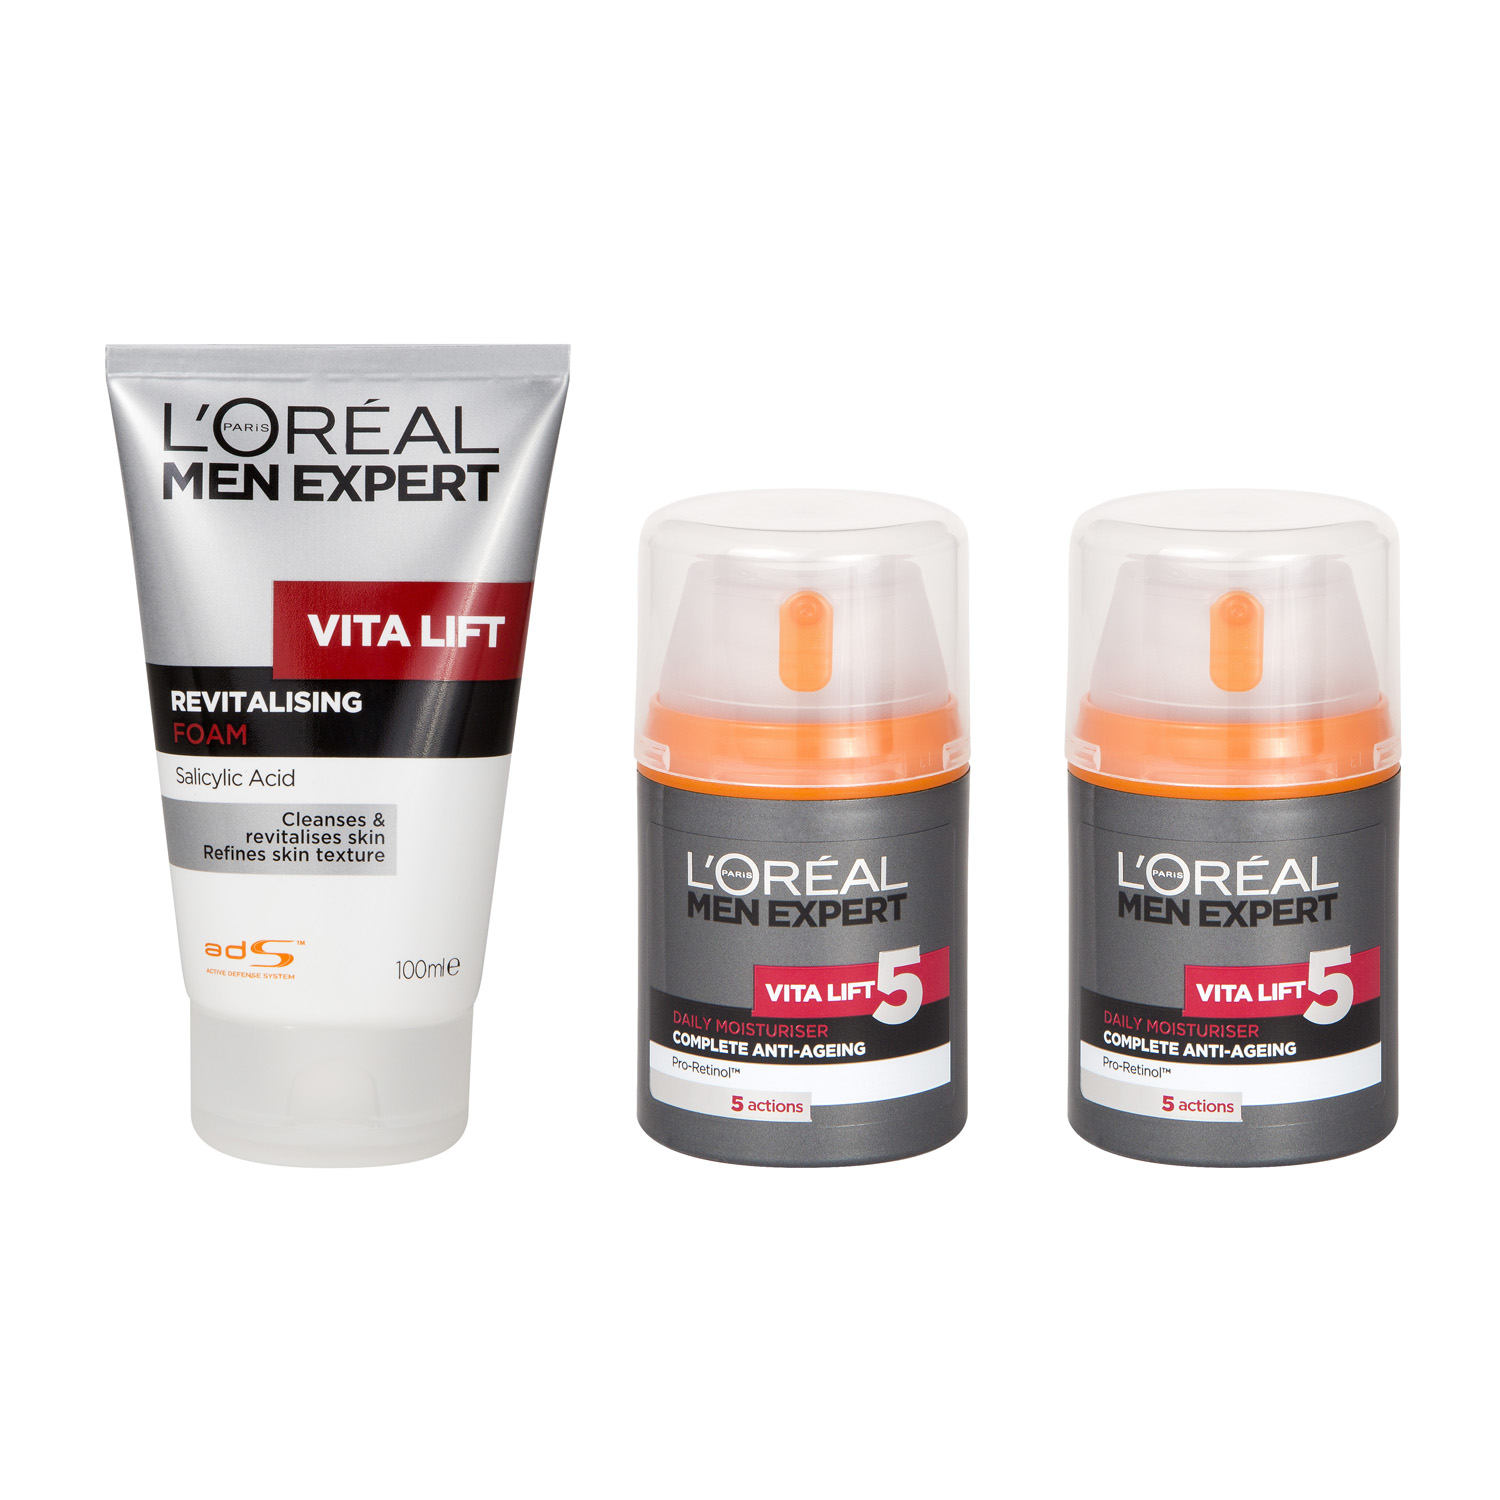 L'ORÉAL
PARIS
MEN EXPERT
VITA LIFT
REVITALISING
FOAM
Salicylic Acid
Cleanses &
revitalises skin
Refines skin texture
adS™
ACTIVE DEFENSE SYSTEM
100ml℮
L'ORÉAL
PARIS
MEN EXPERT
VITA LIFT 5
DAILY MOISTURISER
COMPLETE ANTI-AGEING
Pro-Retinol™
5 actions
L'ORÉAL
PARIS
MEN EXPERT
VITA LIFT 5
DAILY MOISTURISER
COMPLETE ANTI-AGEING
Pro-Retinol™
5 actions